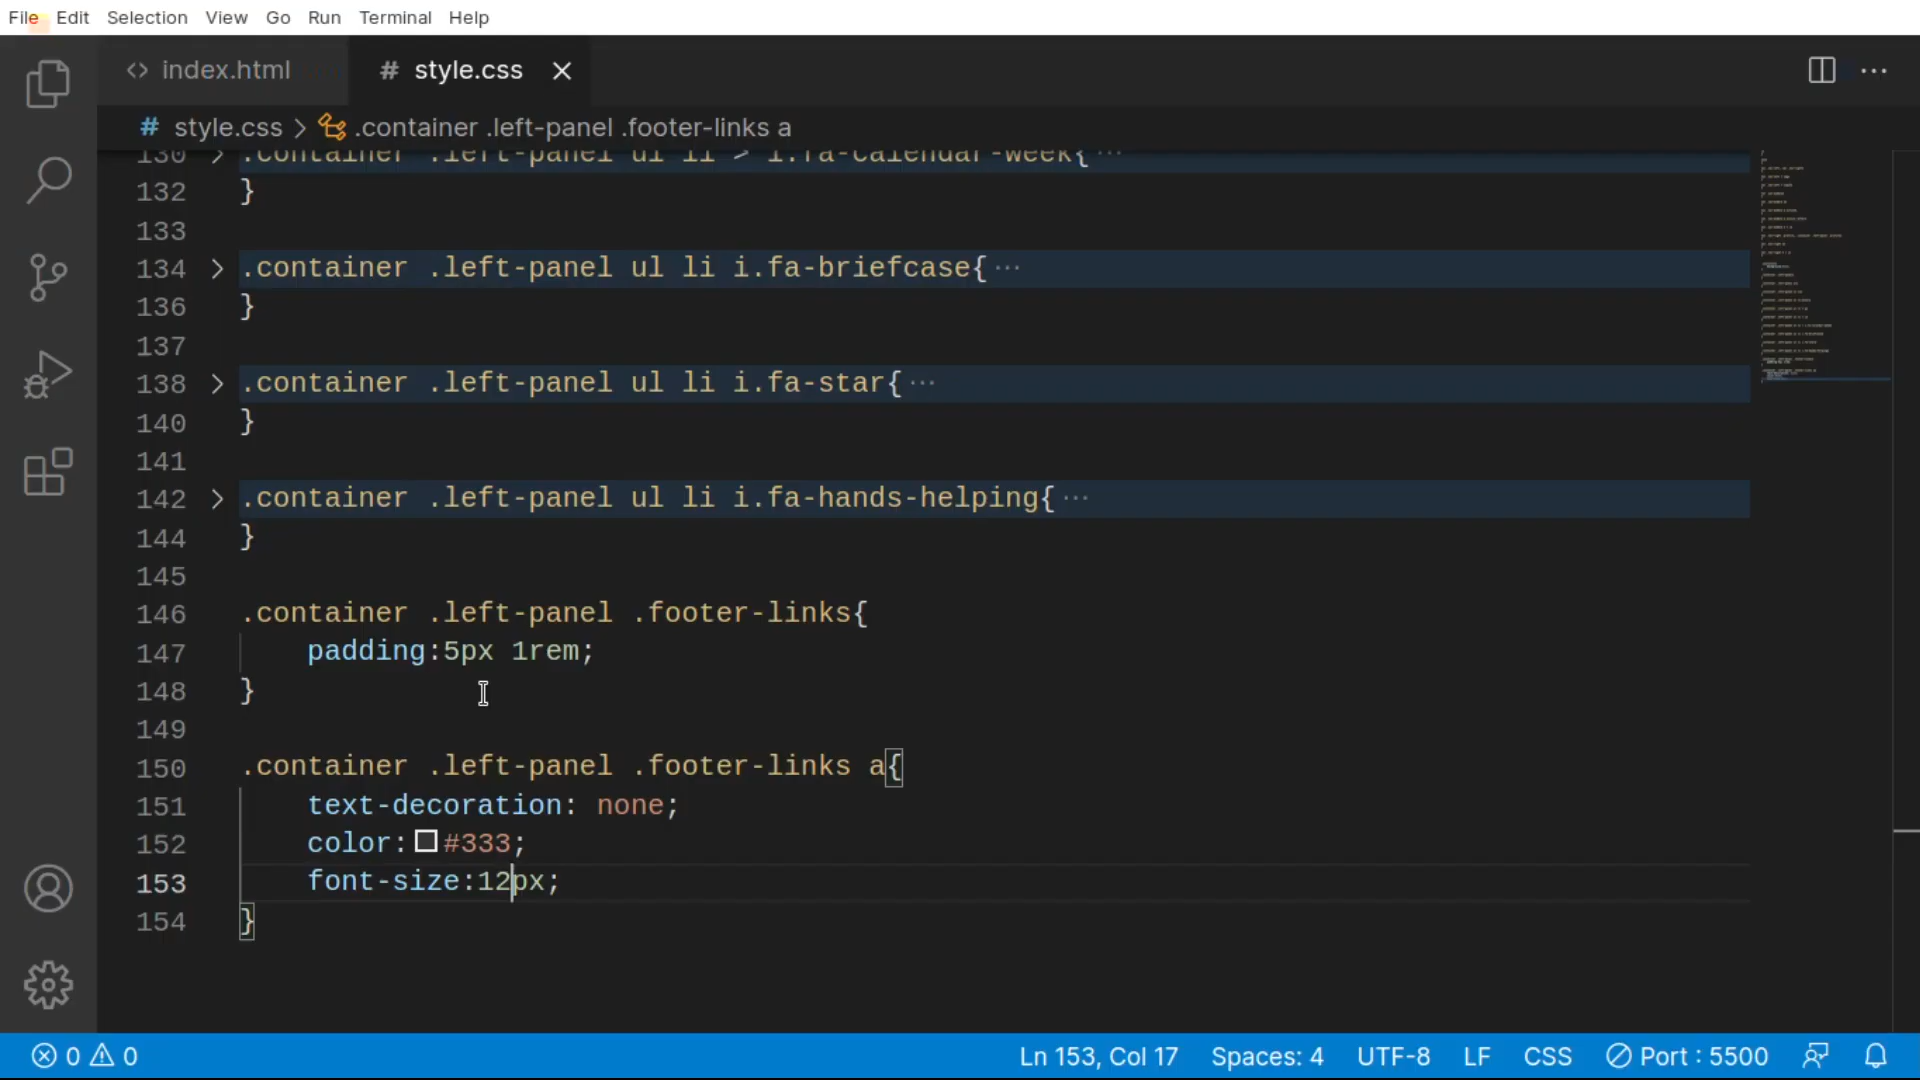 File Edit Selection View Go Run Terminal Help
<> index.html # style.css
# style.css > .container .left-panel .footer-links a
130 .container .left-panel ul li > i.fa-calendar-week{···
132 }
133
134 .container .left-panel ul li i.fa-briefcase{···
136 }
137
138 .container .left-panel ul li i.fa-star{···
140 }
141
142 .container .left-panel ul li i.fa-hands-helping{···
144 }
145
146 .container .left-panel .footer-links{
147 padding:5px 1rem;
148 }
149
150 .container .left-panel .footer-links a{
151 text-decoration: none;
152 color: #333;
153 font-size:12px;
154 }
0 0 Ln 153, Col 17 Spaces: 4 UTF-8 LF CSS Port : 5500